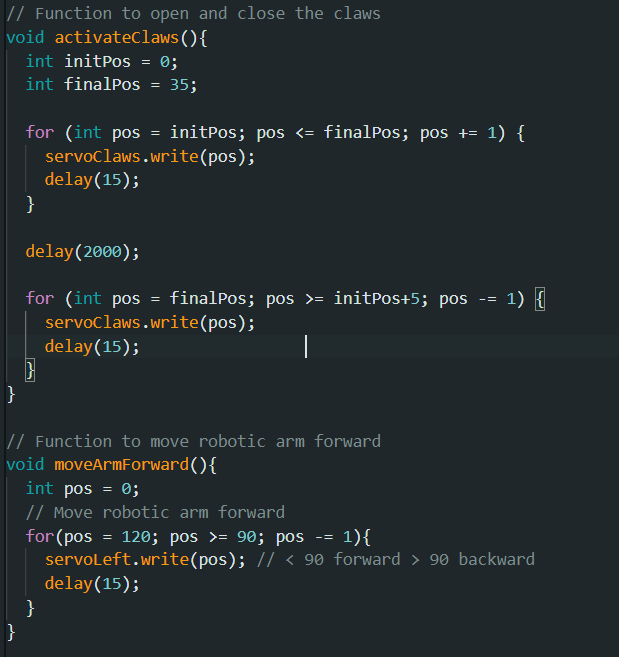 // Function to open and close the claws
void activateClaws(){
  int initPos = 0;
  int finalPos = 35;

  for (int pos = initPos; pos <= finalPos; pos += 1) {
    servoClaws.write(pos);
    delay(15);
  }

  delay(2000);

  for (int pos = finalPos; pos >= initPos+5; pos -= 1) {
    servoClaws.write(pos);
    delay(15);
  }
}

// Function to move robotic arm forward
void moveArmForward(){
  int pos = 0;
  // Move robotic arm forward
  for(pos = 120; pos >= 90; pos -= 1){
    servoLeft.write(pos); // < 90 forward > 90 backward
    delay(15);
  }
}